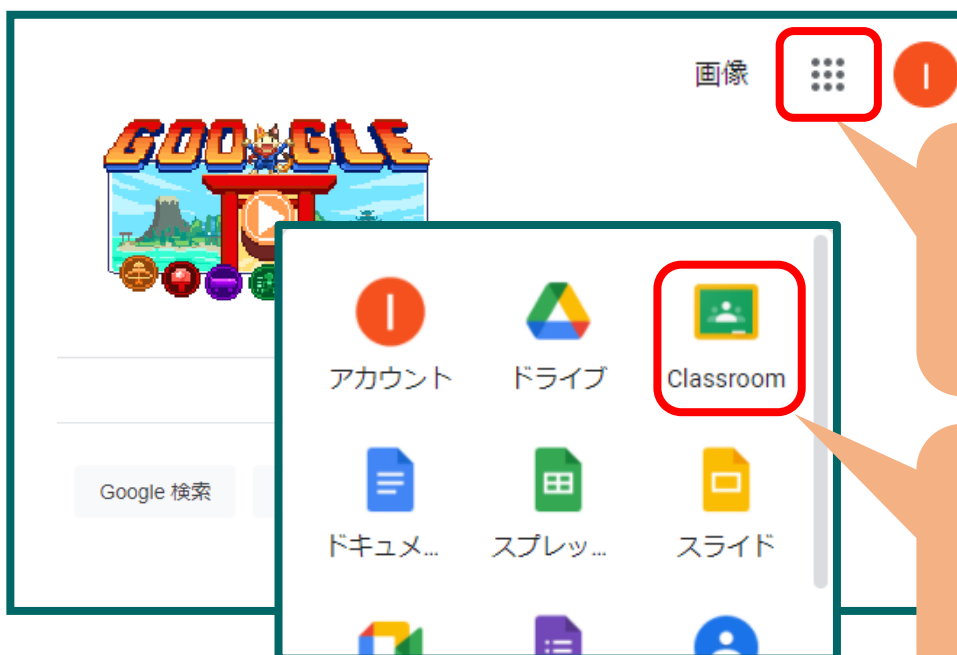 画像
I
GOOGLE
I
アカウント
ドライブ
Classroom
Google 検索
ドキュメ...
スプレッ...
スライド